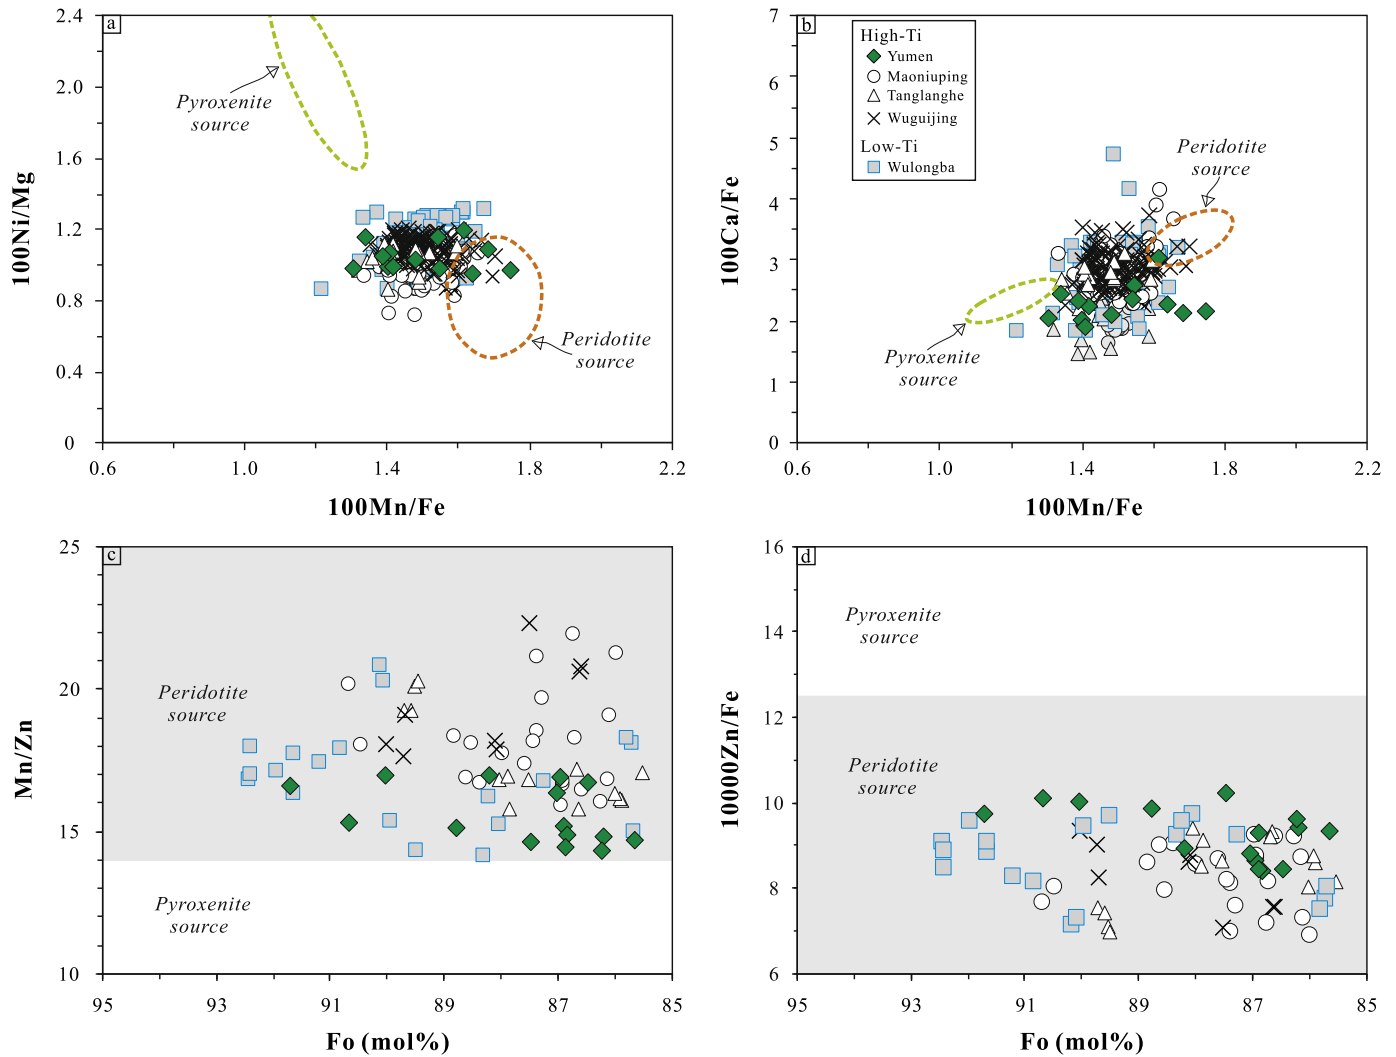 a
2.4
2.0
1.6
1.2
0.8
0.4
0
0.6
1.0
1.4
1.8
2.2
100Ni/Mg
100Mn/Fe
Pyroxenite
source
Peridotite
source
b
7
6
5
4
3
2
1
0
0.6
1.0
1.4
1.8
2.2
100Ca/Fe
100Mn/Fe
High-Ti
Yumen
Maoniuping
Tanglanghe
Wuguijing
Low-Ti
Wulongba
Peridotite
source
Pyroxenite
source
c
25
20
15
10
95
93
91
89
87
85
Mn/Zn
Fo (mol%)
Peridotite
source
Pyroxenite
source
d
16
14
12
10
8
6
95
93
91
89
87
85
10000Zn/Fe
Fo (mol%)
Pyroxenite
source
Peridotite
source